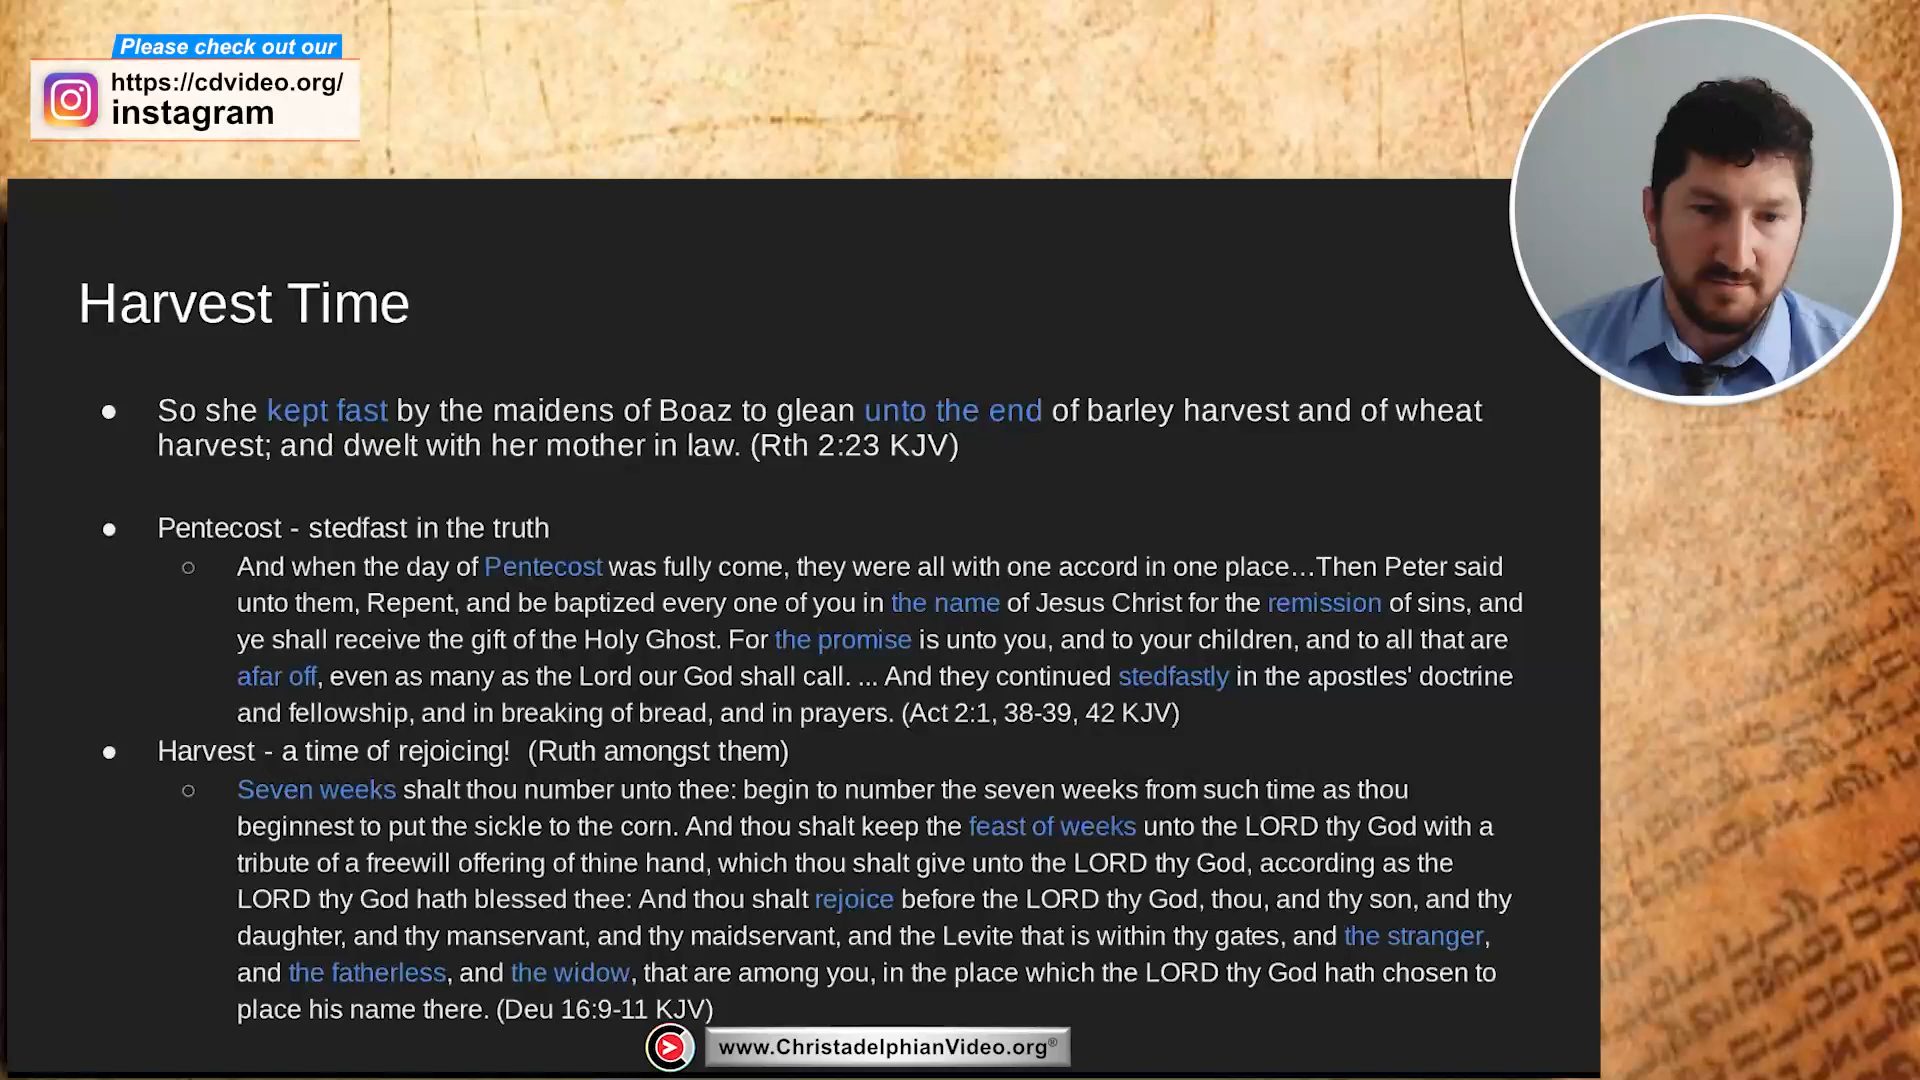 Please check out our
https://cdvideo.org/
instagram
Harvest Time
● So she kept fast by the maidens of Boaz to glean unto the end of barley harvest and of wheat
harvest; and dwelt with her mother in law. (Rth 2:23 KJV)
● Pentecost - stedfast in the truth
○ And when the day of Pentecost was fully come, they were all with one accord in one place…Then Peter said
unto them, Repent, and be baptized every one of you in the name of Jesus Christ for the remission of sins, and
ye shall receive the gift of the Holy Ghost. For the promise is unto you, and to your children, and to all that are
afar off, even as many as the Lord our God shall call. ... And they continued stedfastly in the apostles' doctrine
and fellowship, and in breaking of bread, and in prayers. (Act 2:1, 38-39, 42 KJV)
● Harvest - a time of rejoicing!  (Ruth amongst them)
○ Seven weeks shalt thou number unto thee: begin to number the seven weeks from such time as thou
beginnest to put the sickle to the corn. And thou shalt keep the feast of weeks unto the LORD thy God with a
tribute of a freewill offering of thine hand, which thou shalt give unto the LORD thy God, according as the
LORD thy God hath blessed thee: And thou shalt rejoice before the LORD thy God, thou, and thy son, and thy
daughter, and thy manservant, and thy maidservant, and the Levite that is within thy gates, and the stranger,
and the fatherless, and the widow, that are among you, in the place which the LORD thy God hath chosen to
place his name there. (Deu 16:9-11 KJV)
www.ChristadelphianVideo.org®